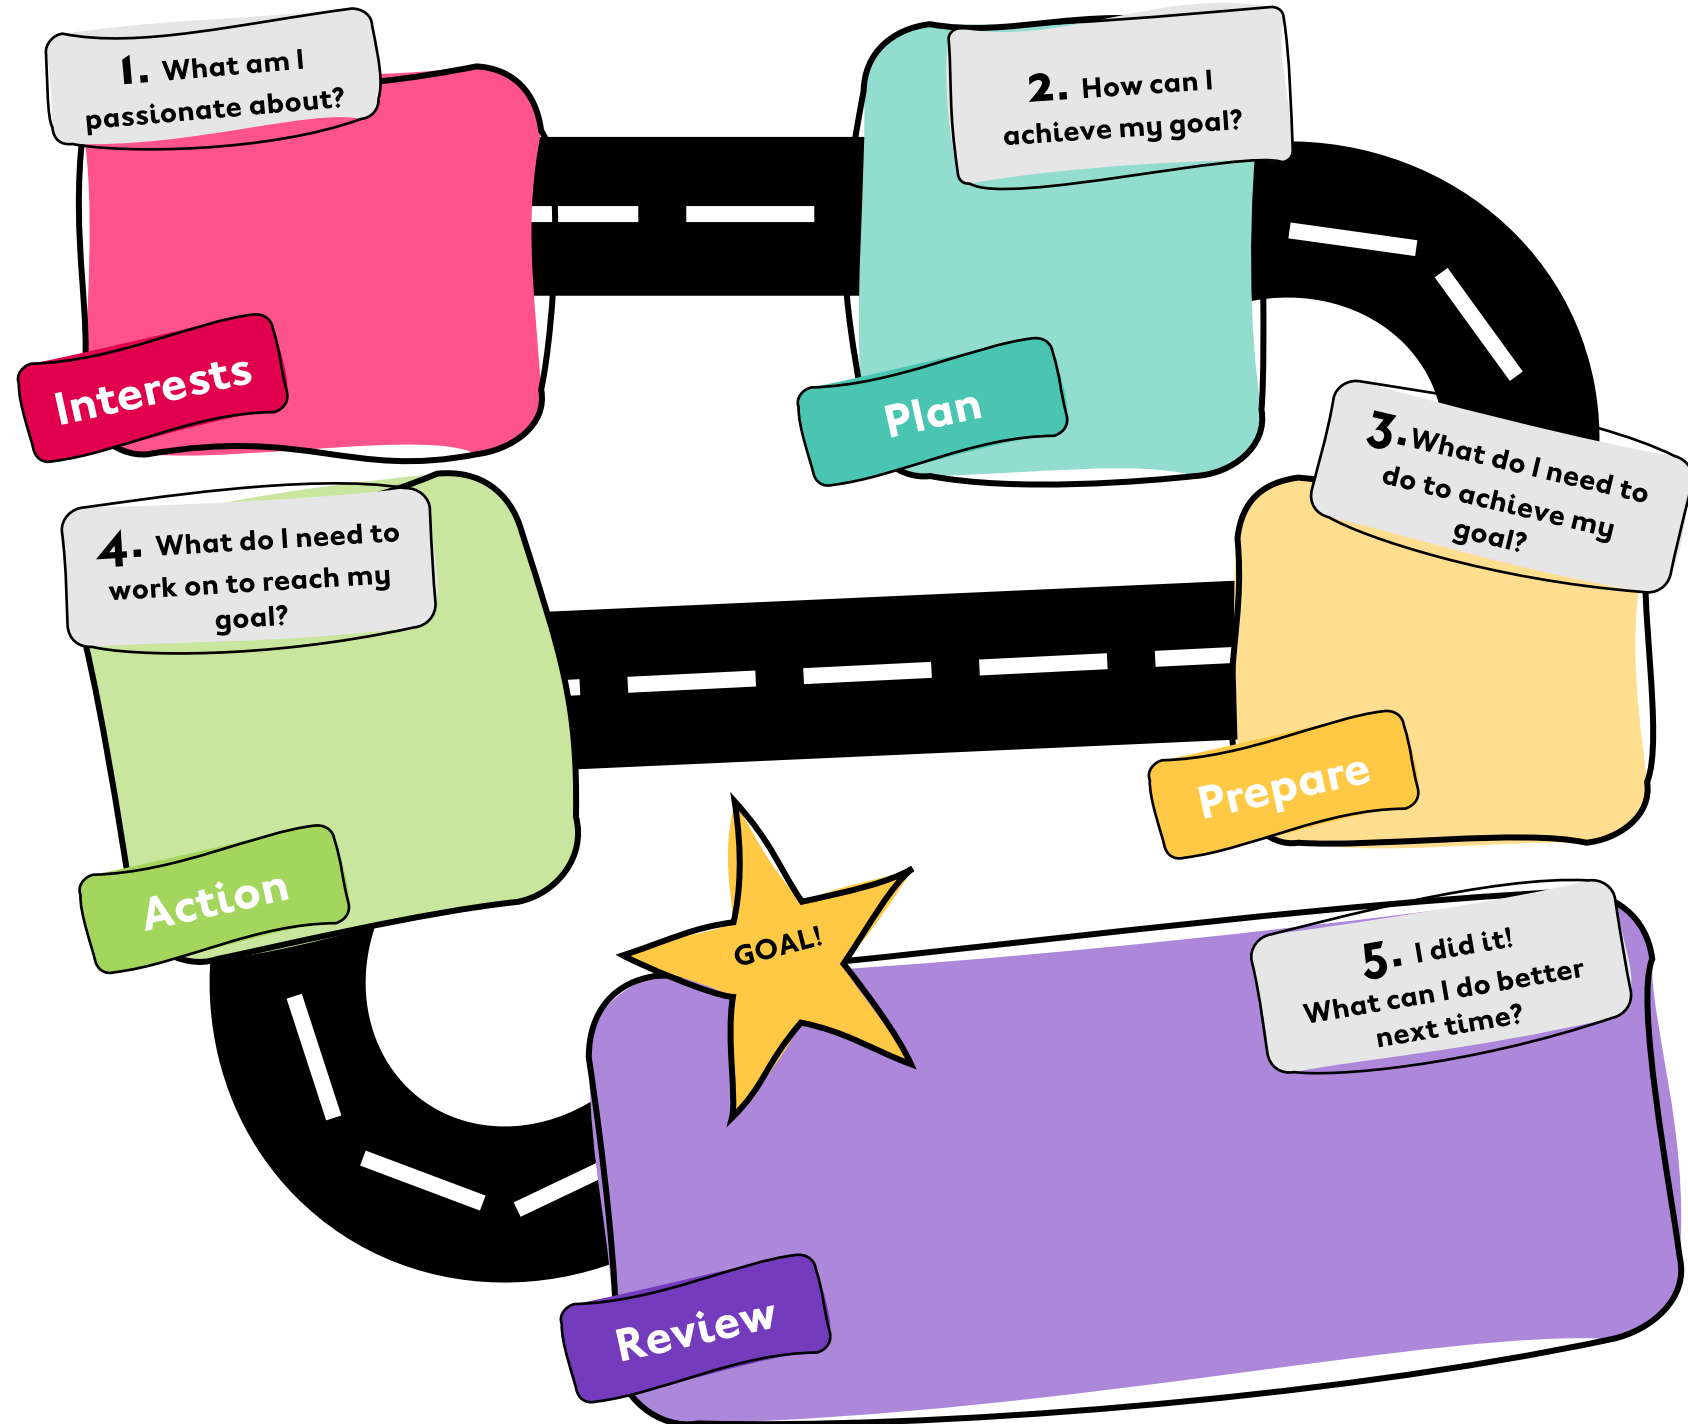 1. What am I
passionate about?
Interests
2. How can I
achieve my goal?
Plan
3. What do I need to
do to achieve my
goal?
Prepare
4. What do I need to
work on to reach my
goal?
Action
GOAL!
5. I did it!
What can I do better
next time?
Review